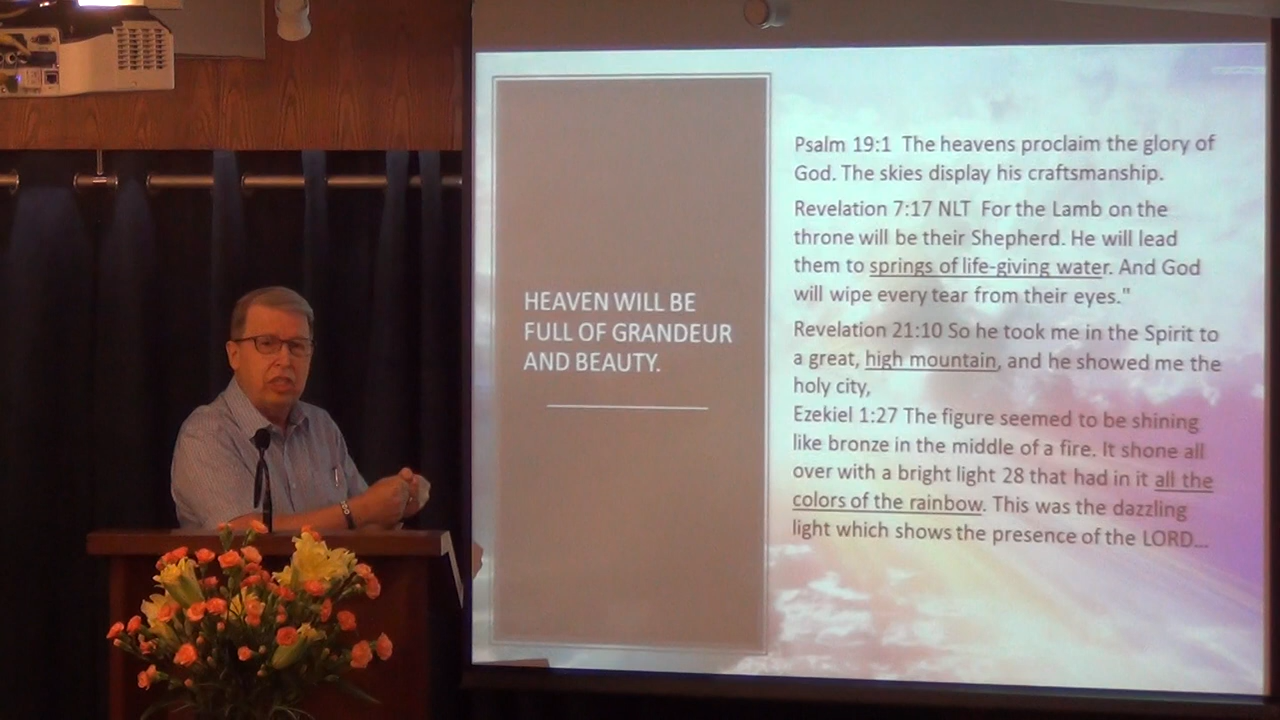 HEAVEN WILL BE
FULL OF GRANDEUR
AND BEAUTY.
Psalm 19:1  The heavens proclaim the glory of
God. The skies display his craftsmanship.
Revelation 7:17 NLT  For the Lamb on the
throne will be their Shepherd. He will lead
them to springs of life-giving water. And God
will wipe every tear from their eyes."
Revelation 21:10 So he took me in the Spirit to
a great, high mountain, and he showed me the
holy city,
Ezekiel 1:27 The figure seemed to be shining
like bronze in the middle of a fire. It shone all
over with a bright light 28 that had in it all the
colors of the rainbow. This was the dazzling
light which shows the presence of the LORD...